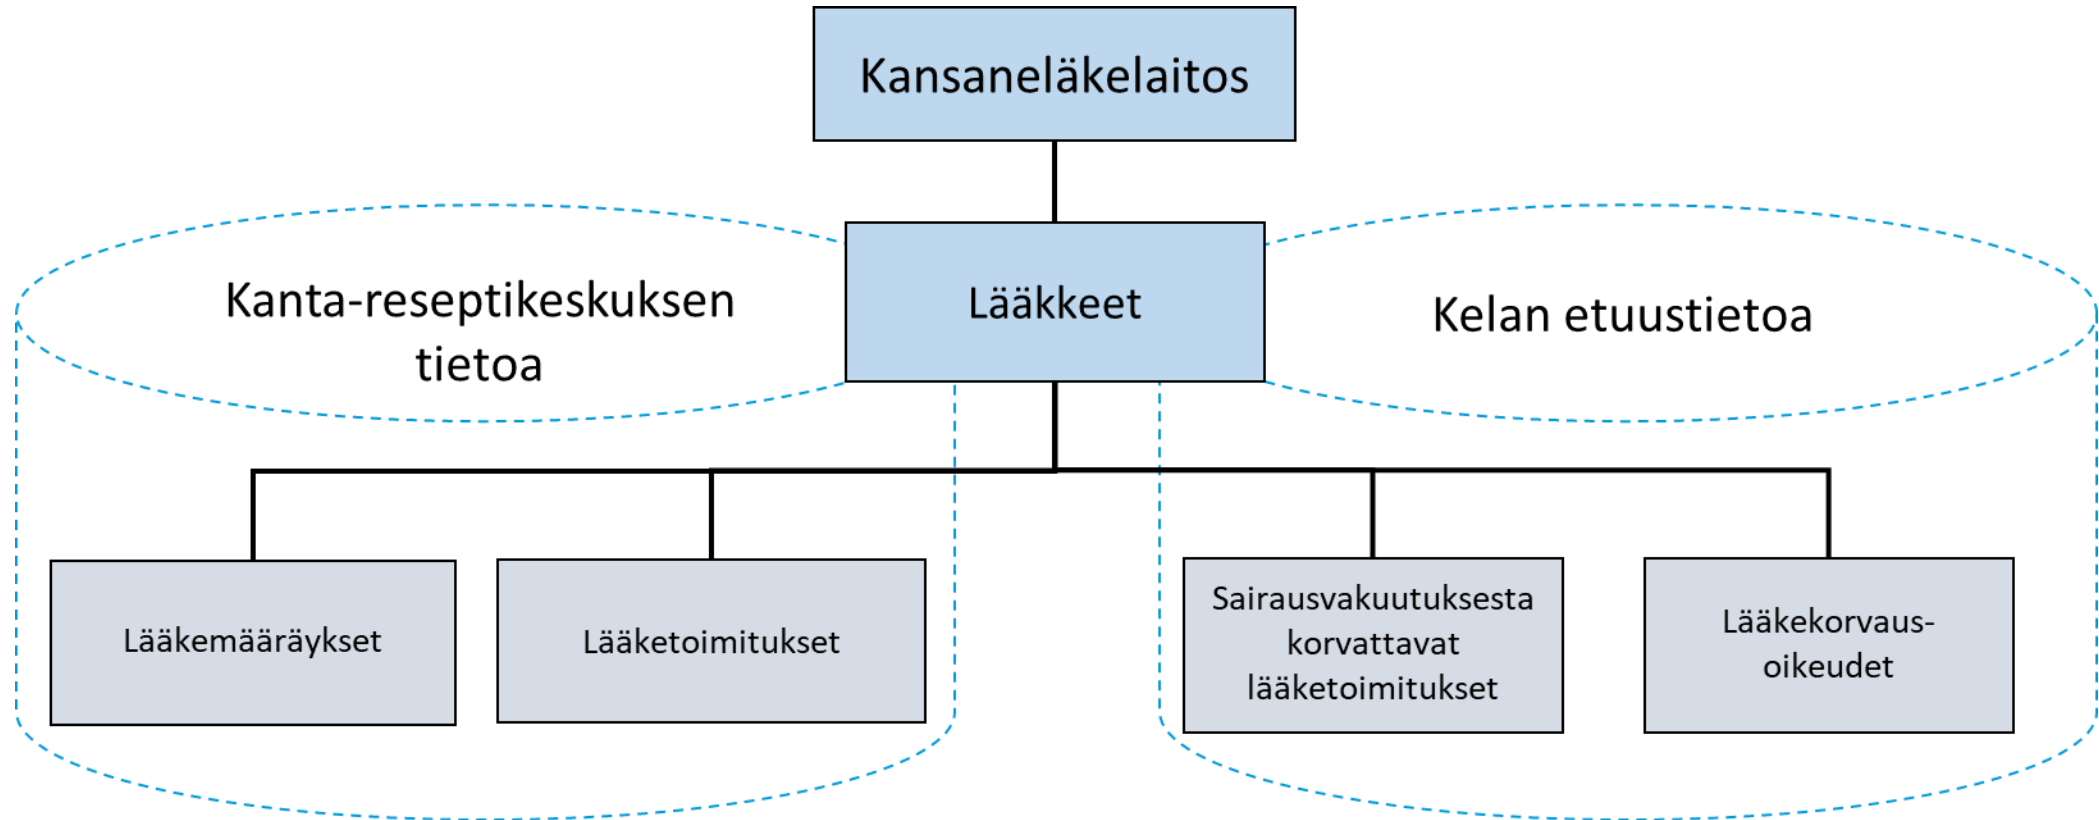 Kansaneläkelaitos
Kanta-reseptikeskuksen
tietoa
Lääkkeet
Kelan etuustietoa
Lääkemääräykset
Lääketoimitukset
Sairausvakuutuksesta
korvattavat
lääketoimitukset
Lääkekorvaus-
oikeudet